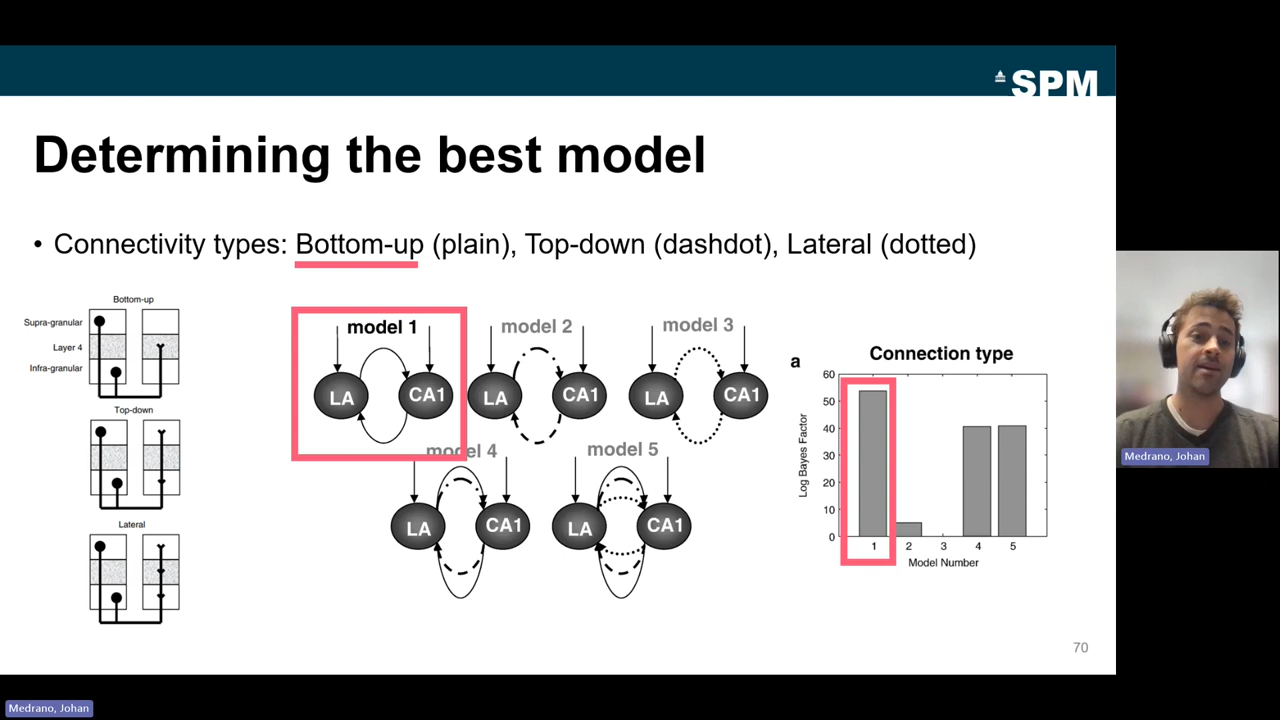 SPM
Determining the best model
• Connectivity types: Bottom-up (plain), Top-down (dashdot), Lateral (dotted)
Bottom-up
Supra-granular
Layer 4
Infra-granular
Top-down
Lateral
model 1
LA
CA1
model 2
LA
CA1
model 3
LA
CA1
model 4
LA
CA1
model 5
LA
CA1
a
Connection type
Log Bayes Factor
60
50
40
30
20
10
0
1 2 3 4 5
Model Number
70
Medrano, Johan
Medrano, Johan